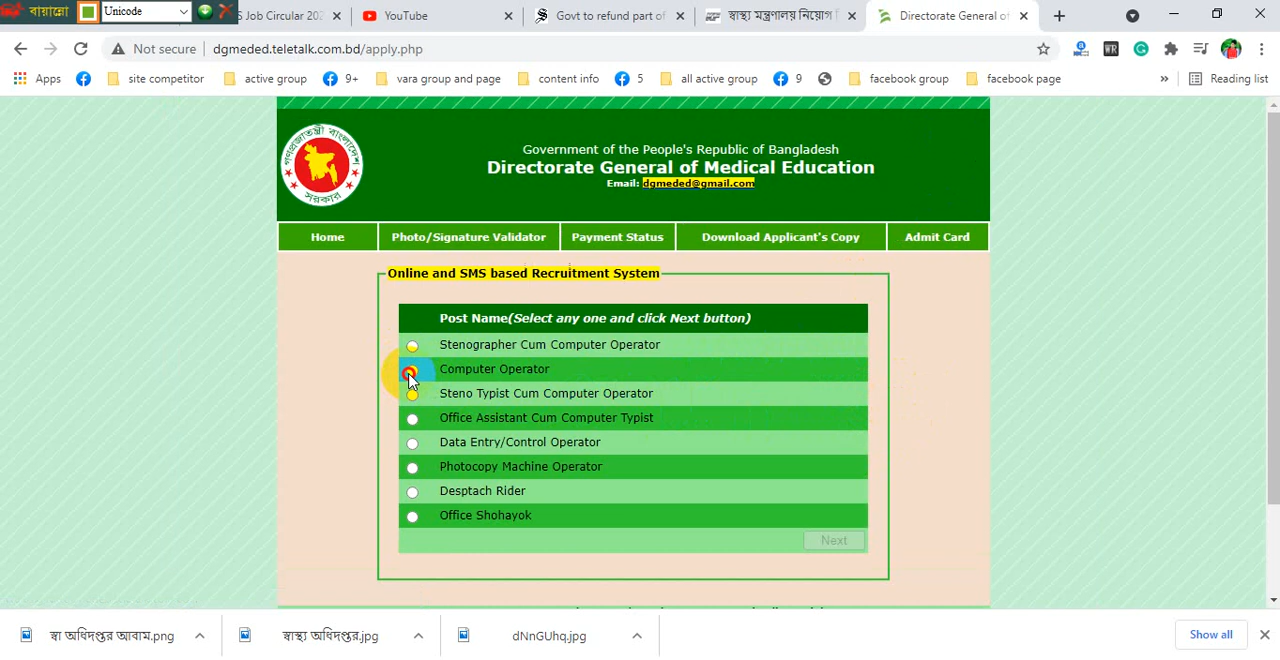 বায়ান্নো Unicode
S Job Circular 202
YouTube
Govt to refund part of
স্বাস্থ্য মন্ত্রণালয় নিয়োগ
Directorate General of
Not secure dgmeded.teletalk.com.bd/apply.php
Apps site competitor active group 9+ vara group and page content info 5 all active group 9 facebook group facebook page » Reading list
গণপ্রজাতন্ত্রী বাংলাদেশ
সরকার
Government of the People's Republic of Bangladesh
Directorate General of Medical Education
Email: dgmeded@gmail.com
Home Photo/Signature Validator Payment Status Download Applicant's Copy Admit Card
Online and SMS based Recruitment System
Post Name(Select any one and click Next button)
Stenographer Cum Computer Operator
Computer Operator
Steno Typist Cum Computer Operator
Office Assistant Cum Computer Typist
Data Entry/Control Operator
Photocopy Machine Operator
Desptach Rider
Office Shohayok
Next
স্বা অধিদপ্তর আবাম.png স্বাস্থ্য অধিদপ্তর.jpg dNnGUhq.jpg Show all